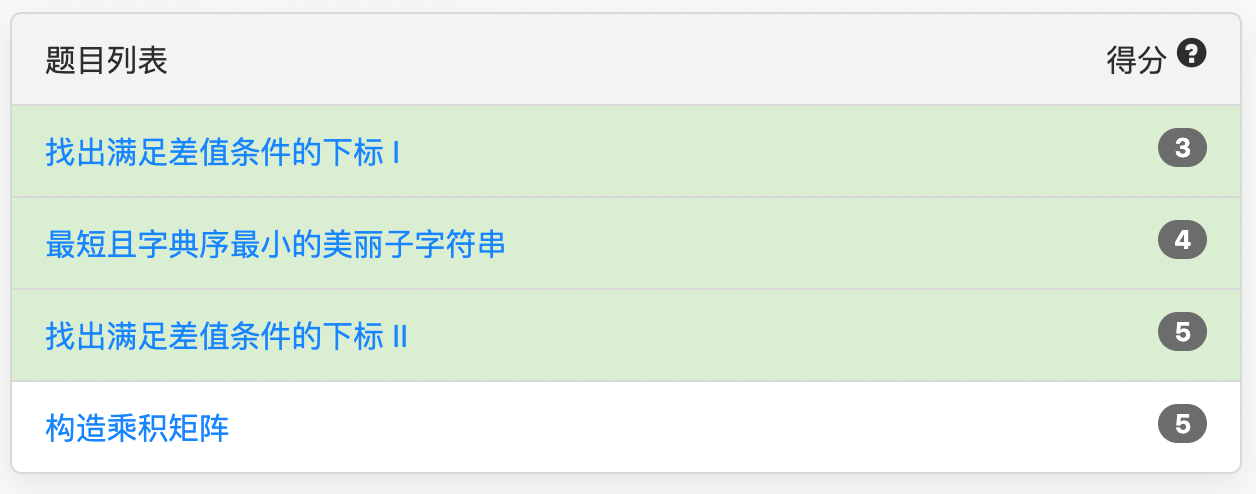 题目列表 得分 ?
找出满足差值条件的下标 I 3
最短且字典序最小的美丽子字符串 4
找出满足差值条件的下标 II 5
构造乘积矩阵 5